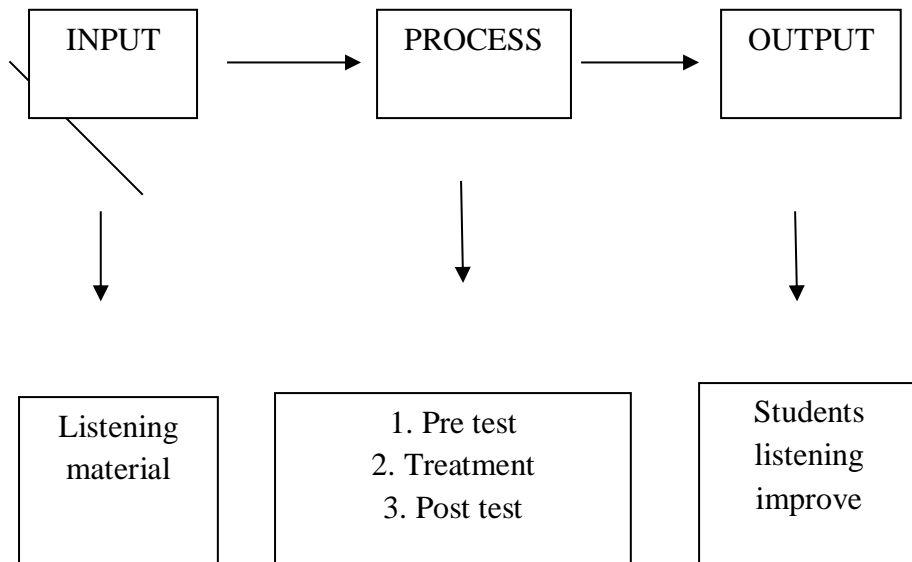 INPUT
PROCESS
OUTPUT
Listening
material
1. Pre test
2. Treatment
3. Post test
Students
listening
improve